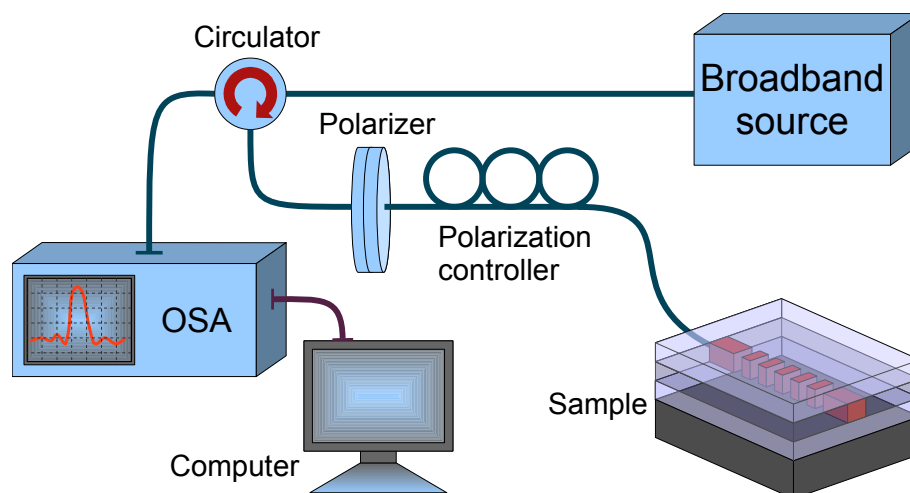 Circulator
Broadband
source
Polarizer
Polarization
controller
OSA
Sample
Computer